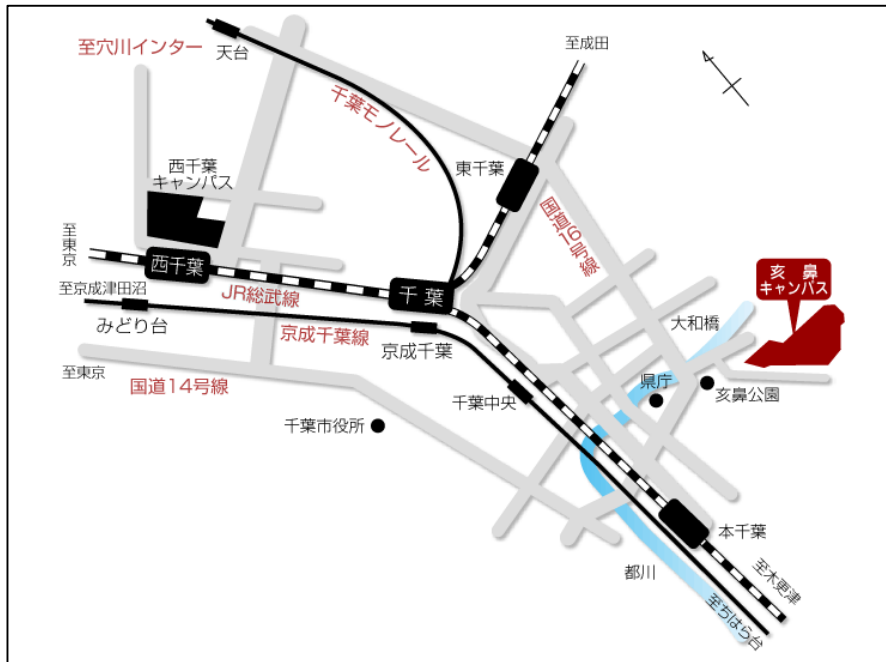 至穴川インター
天台
至成田
千葉モノレール
東千葉
西千葉
キャンパス
国道16号線
至東京
西千葉
JR総武線
千葉
亥鼻
キャンパス
至京成津田沼
みどり台
京成千葉線
京成千葉
大和橋
至東京
国道14号線
千葉中央
県庁
亥鼻公園
千葉市役所
本千葉
都川
至木更津
至ちはら台